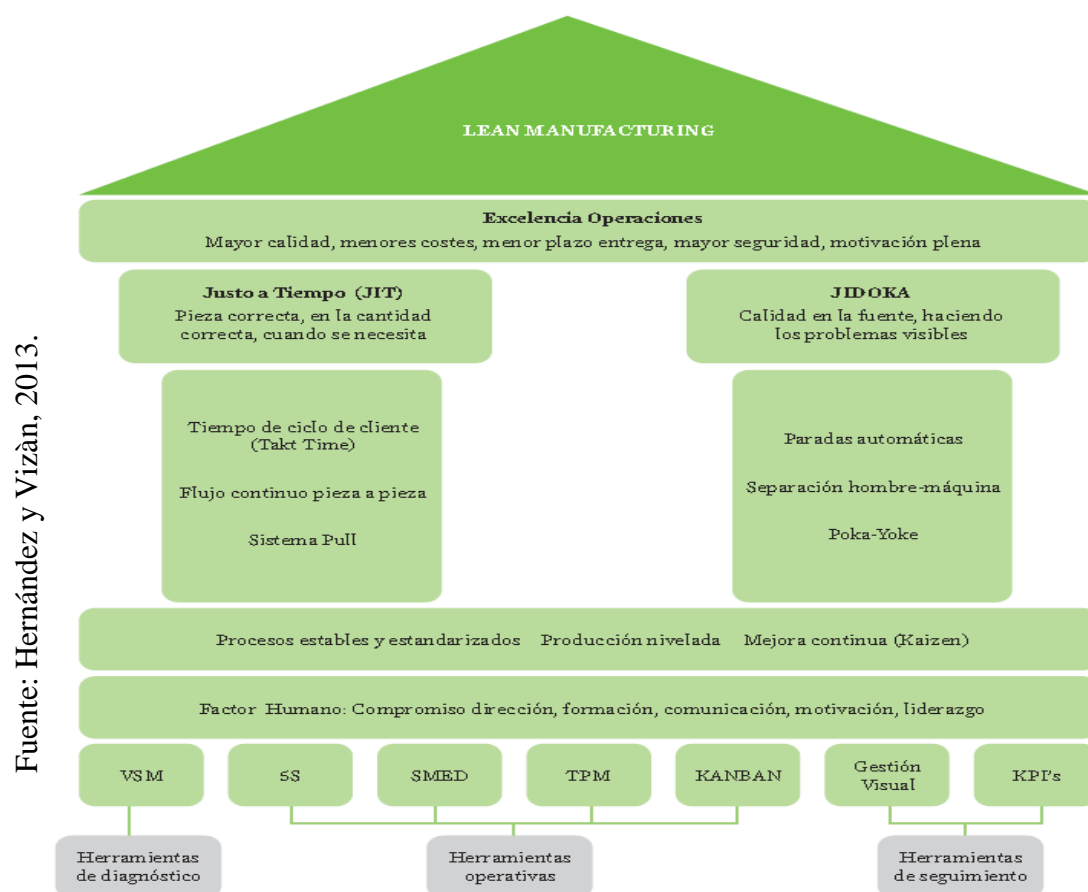 LEAN MANUFACTURING
Excelencia Operaciones
Mayor calidad, menores costes, menor plazo entrega, mayor seguridad, motivación plena
Justo a Tiempo (JIT)
Pieza correcta, en la cantidad
correcta, cuando se necesita
JIDOKA
Calidad en la fuente, haciendo
los problemas visibles
Tiempo de ciclo de cliente
(Takt Time)
Flujo continuo pieza a pieza
Sistema Pull
Paradas automáticas
Separación hombre-máquina
Poka-Yoke
Procesos estables y estandarizados Producción nivelada Mejora continua (Kaizen)
Factor Humano: Compromiso dirección, formación, comunicación, motivación, liderazgo
VSM
5S
SMED
TPM
KANBAN
Gestión
Visual
KPI's
Herramientas
de diagnóstico
Herramientas
operativas
Herramientas
de seguimiento
Fuente: Hernández y Vizàn, 2013.